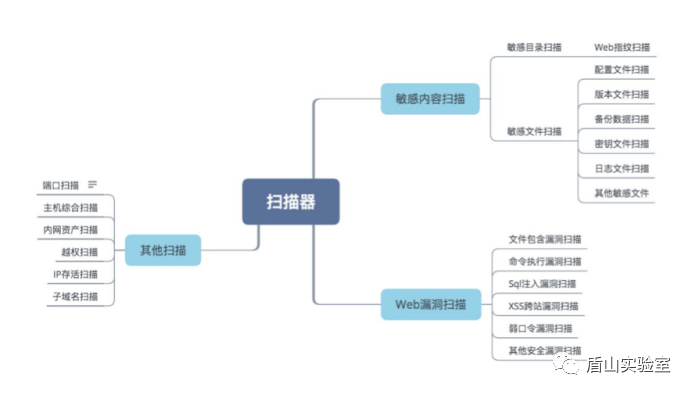 扫描器
敏感内容扫描
敏感目录扫描
Web指纹扫描
敏感文件扫描
配置文件扫描
版本文件扫描
备份数据扫描
密钥文件扫描
日志文件扫描
其他敏感文件
Web漏洞扫描
文件包含漏洞扫描
命令执行漏洞扫描
Sql注入漏洞扫描
XSS跨站漏洞扫描
弱口令漏洞扫描
其他安全漏洞扫描
其他扫描
端口扫描
主机综合扫描
内网资产扫描
越权扫描
IP存活扫描
子域名扫描
盾山实验室